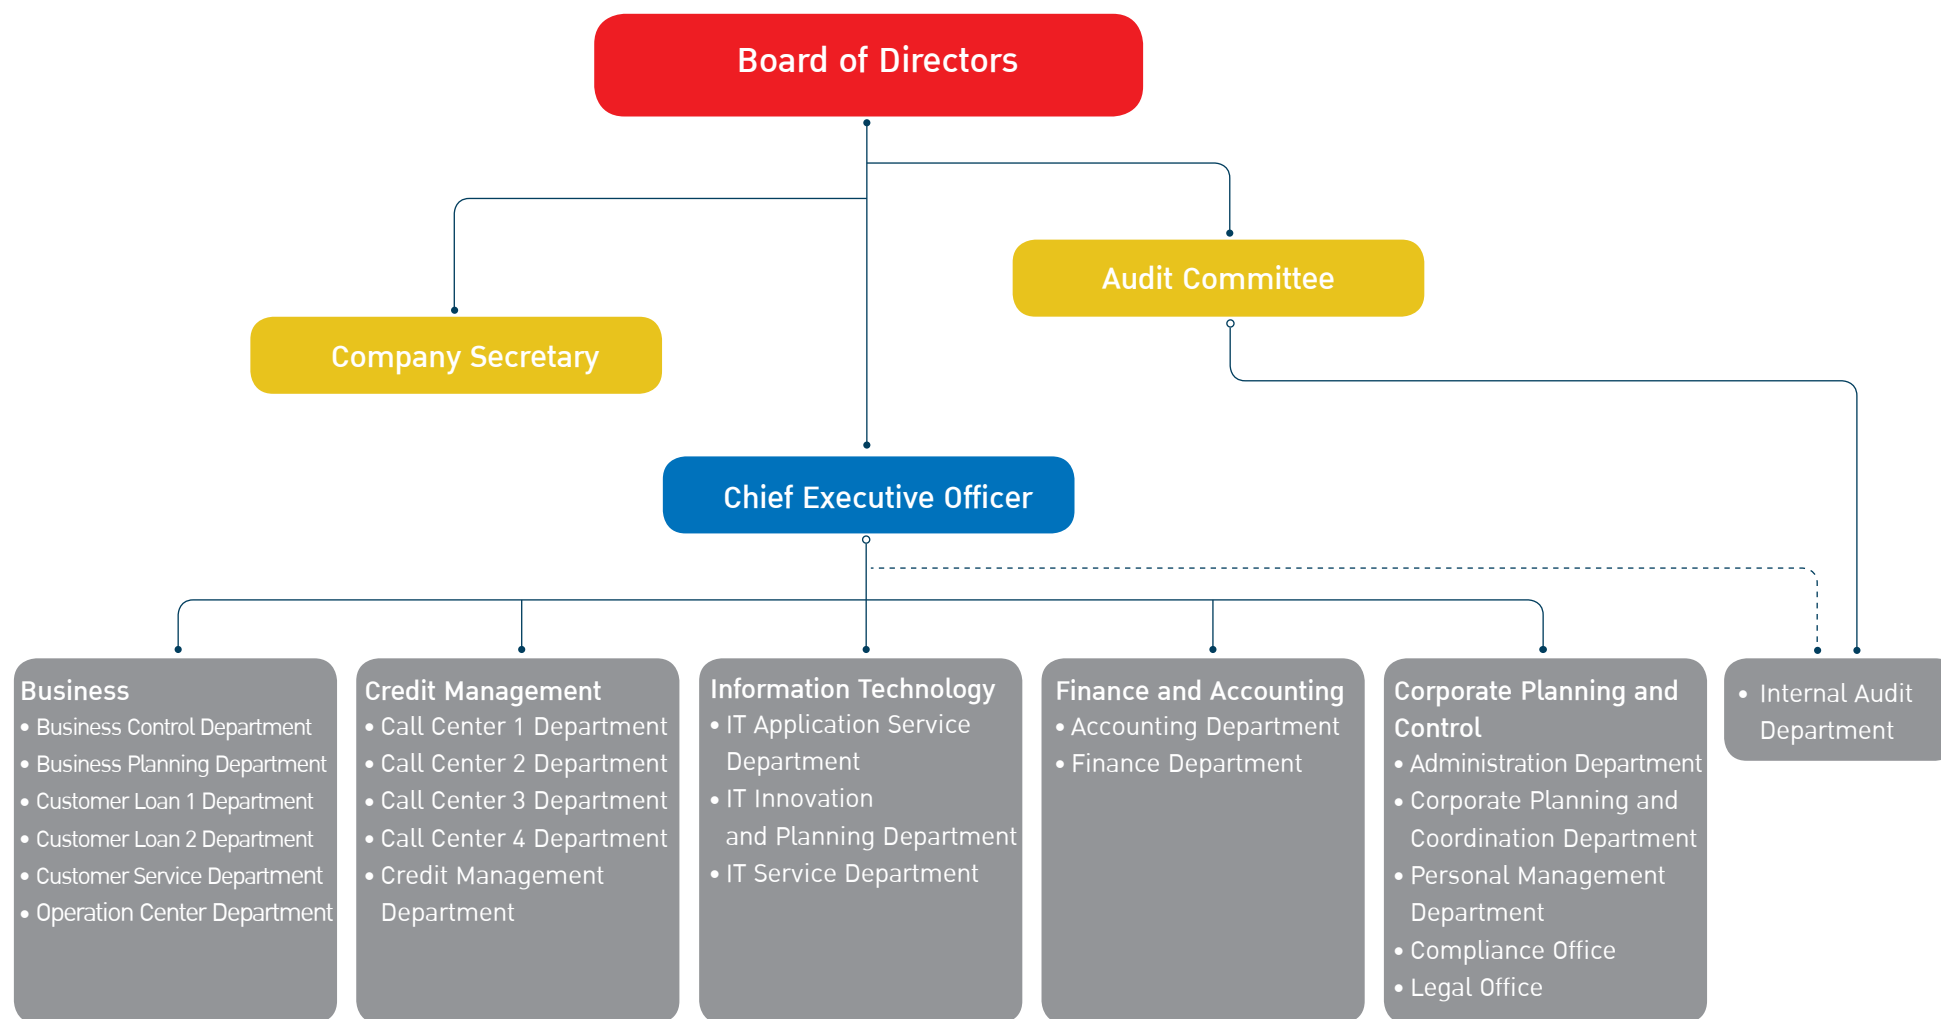 Board of Directors
Audit Committee
Company Secretary
Chief Executive Officer
Business
• Business Control Department
• Business Planning Department
• Customer Loan 1 Department
• Customer Loan 2 Department
• Customer Service Department
• Operation Center Department
Credit Management
• Call Center 1 Department
• Call Center 2 Department
• Call Center 3 Department
• Call Center 4 Department
• Credit Management
Department
Information Technology
• IT Application Service
Department
• IT Innovation
and Planning Department
• IT Service Department
Finance and Accounting
• Accounting Department
• Finance Department
Corporate Planning and
Control
• Administration Department
• Corporate Planning and
Coordination Department
• Personal Management
Department
• Compliance Office
• Legal Office
• Internal Audit
Department